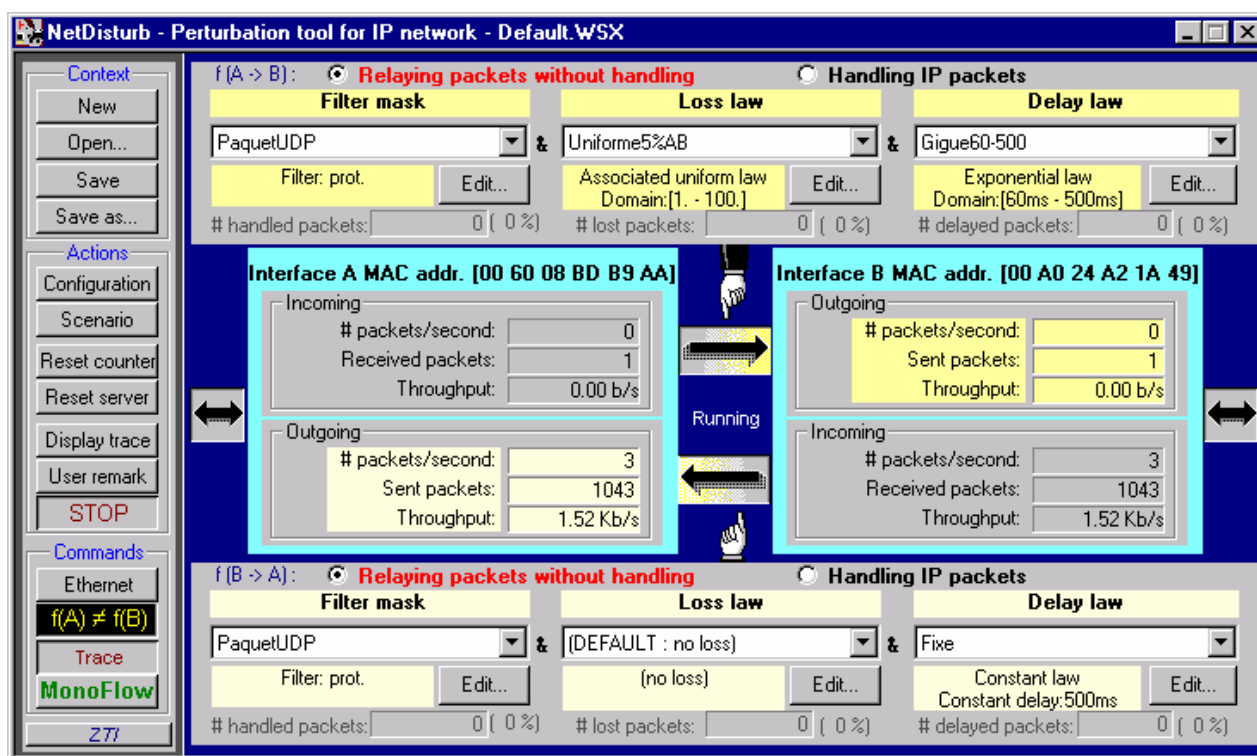 NetDisturb - Perturbation tool for IP network - Default.WSX
Context
New
Open...
Save
Save as...
Actions
Configuration
Scenario
Reset counter
Reset server
Display trace
User remark
STOP
Commands
Ethernet
f(A) ≠ f(B)
Trace
MonoFlow
ZTI
f (A -> B) : Relaying packets without handling Handling IP packets
Filter mask Loss law Delay law
PaquetUDP & Uniforme5%AB & Gigue60-500
Filter: prot. Edit... Associated uniform law Edit... Exponential law Edit...
Domain:[1. - 100.] Domain:[60ms - 500ms]
# handled packets: 0 ( 0 %) # lost packets: 0 ( 0 %) # delayed packets: 0 ( 0 %)
Interface A MAC addr. [00 60 08 BD B9 AA]
Incoming
# packets/second: 0
Received packets: 1
Throughput: 0.00 b/s
Outgoing
# packets/second: 3
Sent packets: 1043
Throughput: 1.52 Kb/s
Running
Interface B MAC addr. [00 A0 24 A2 1A 49]
Outgoing
# packets/second: 0
Sent packets: 1
Throughput: 0.00 b/s
Incoming
# packets/second: 3
Received packets: 1043
Throughput: 1.52 Kb/s
f (B -> A) : Relaying packets without handling Handling IP packets
Filter mask Loss law Delay law
PaquetUDP & (DEFAULT : no loss) & Fixe
Filter: prot. Edit... (no loss) Edit... Constant law Edit...
Constant delay:500ms
# handled packets: 0 ( 0 %) # lost packets: 0 ( 0 %) # delayed packets: 0 ( 0 %)